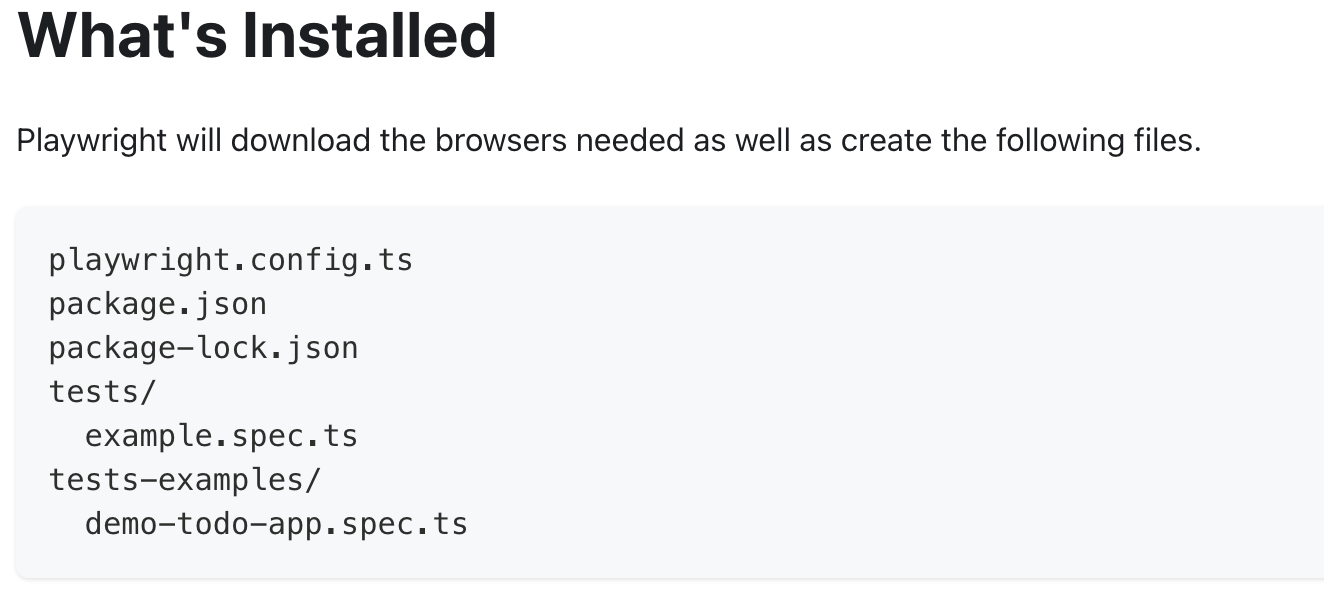 What's Installed
Playwright will download the browsers needed as well as create the following files.
playwright.config.ts
package.json
package-lock.json
tests/
  example.spec.ts
tests-examples/
  demo-todo-app.spec.ts